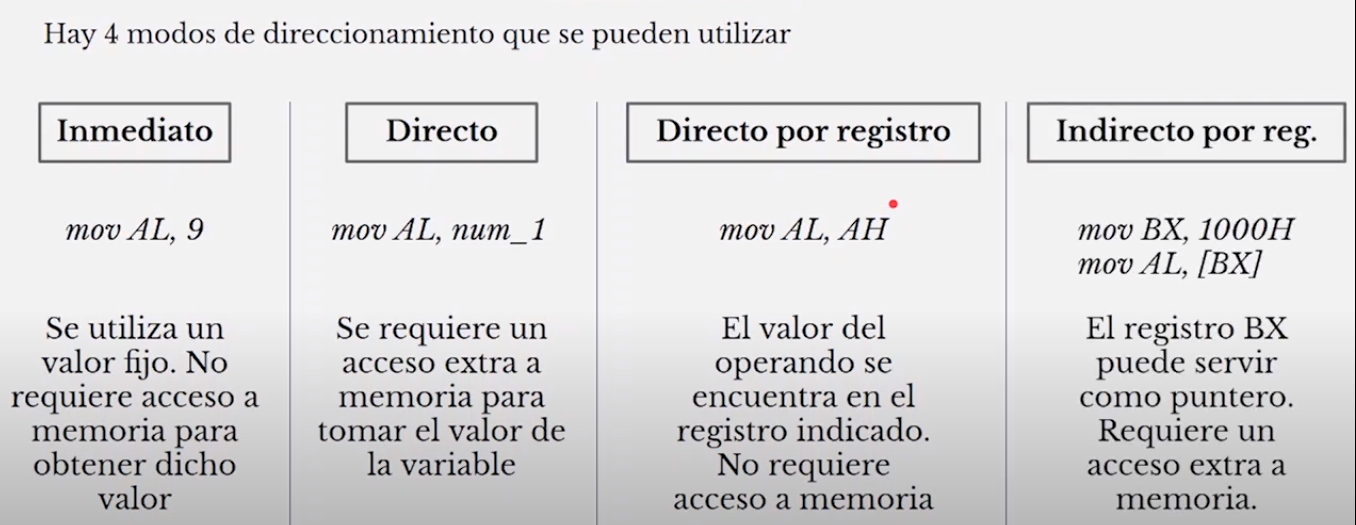 Hay 4 modos de direccionamiento que se pueden utilizar
Inmediato
mov AL, 9
Se utiliza un
valor fijo. No
requiere acceso a
memoria para
obtener dicho
valor
Directo
mov AL, num_1
Se requiere un
acceso extra a
memoria para
tomar el valor de
la variable
Directo por registro
mov AL, AH
El valor del
operando se
encuentra en el
registro indicado.
No requiere
acceso a memoria
Indirecto por reg.
mov BX, 1000H
mov AL, [BX]
El registro BX
puede servir
como puntero.
Requiere un
acceso extra a
memoria.